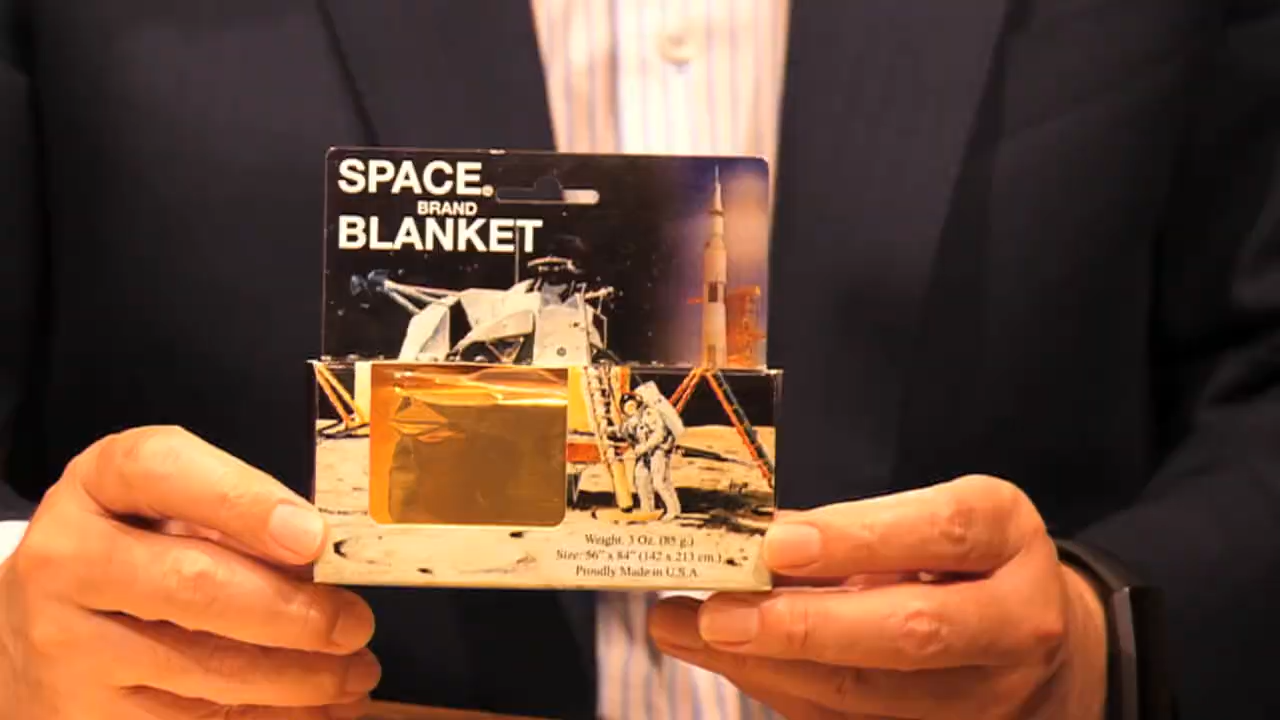 SPACE®
BRAND
BLANKET
Weight: 3 Oz. (85 g.)
Size: 56" x 84" (142 x 213 cm.)
Proudly Made in U.S.A.